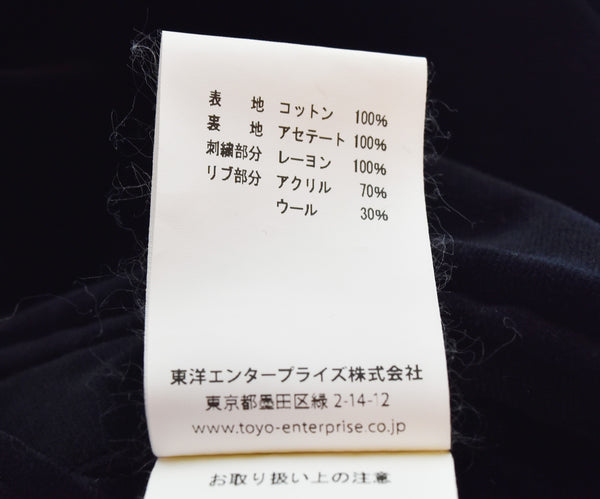 表　地 コットン 100%
裏　地 アセテート 100%
刺繍部分 レーヨン 100%
リブ部分 アクリル 70%
ウール 30%
東洋エンタープライズ株式会社
東京都墨田区緑 2-14-12
www.toyo-enterprise.co.jp
お取り扱い上の注意